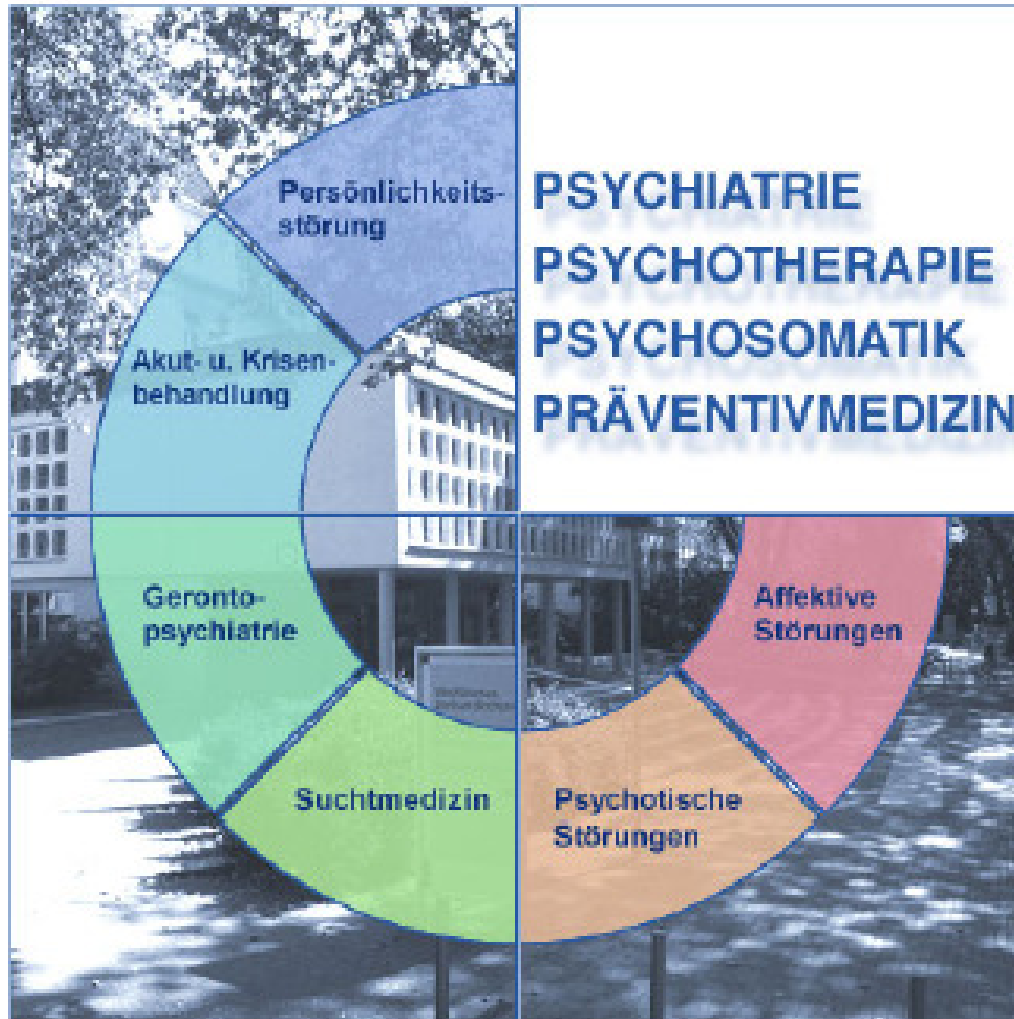 Persönlichkeits-
störung
PSYCHIATRIE
PSYCHOTHERAPIE
PSYCHOSOMATIK
PRÄVENTIVMEDIZIN
Akut- u. Krisen-
behandlung
Geronto-
psychiatrie
Affektive
Störungen
Suchtmedizin
Psychotische
Störungen